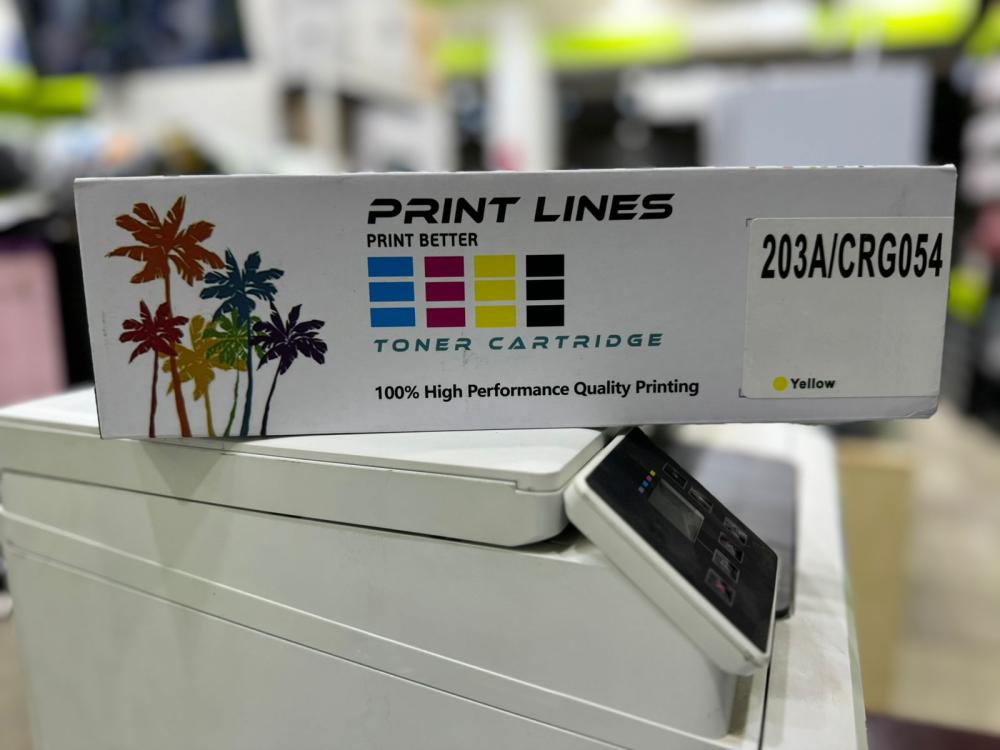 PRINT LINES
PRINT BETTER
TONER CARTRIDGE
100% High Performance Quality Printing
203A/CRG054
Yellow